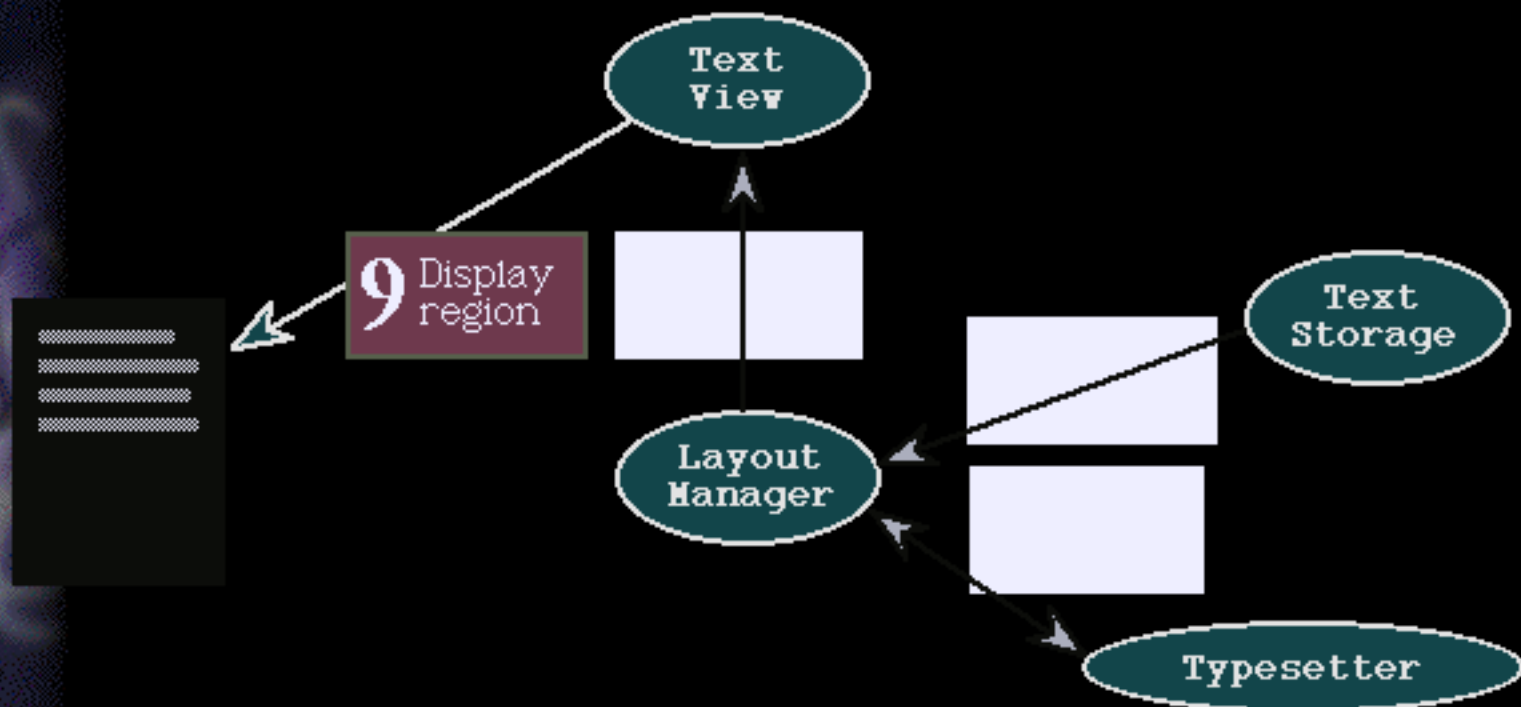 Text
View
9 Display
region
Text
Storage
Layout
Manager
Typesetter